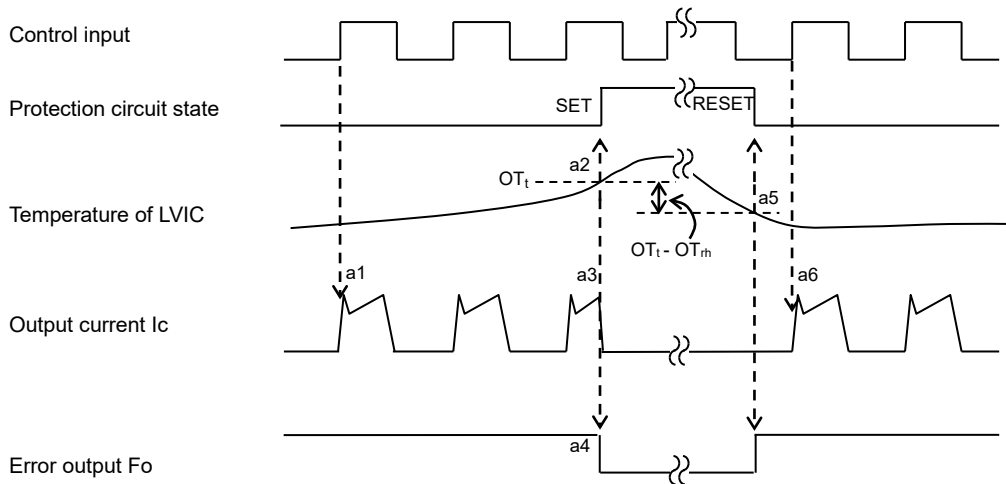 Control input
Protection circuit state
SET
RESET
a2
OTt
a5
Temperature of LVIC
OTt - OTrh
a1
a3
a6
Output current Ic
a4
Error output Fo